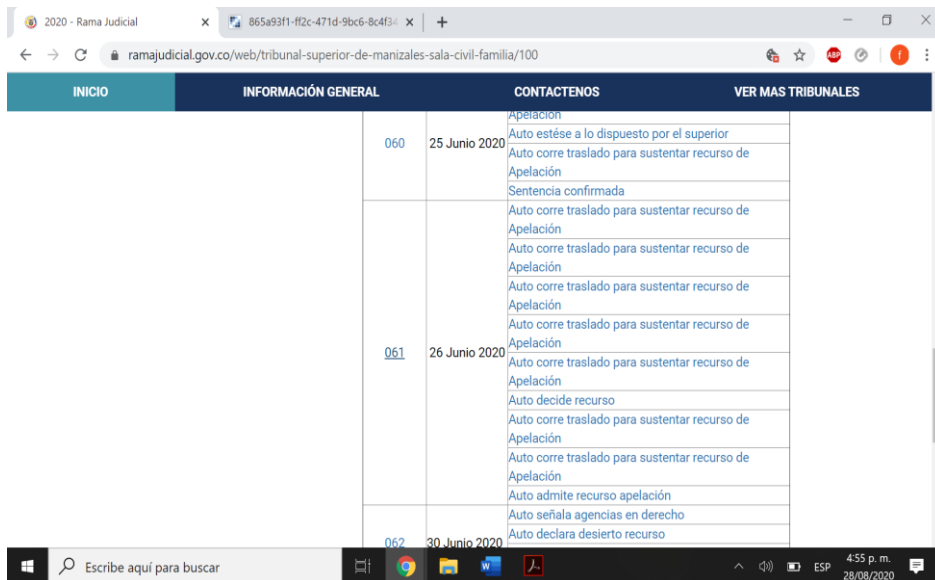 2020 - Rama Judicial
865a93f1-ff2c-471d-9bc6-8c4f34
ramajudicial.gov.co/web/tribunal-superior-de-manizales-sala-civil-familia/100
ABP
f
INICIO
INFORMACIÓN GENERAL
CONTACTENOS
VER MAS TRIBUNALES
060
25 Junio 2020
Apelación
Auto estése a lo dispuesto por el superior
Auto corre traslado para sustentar recurso de
Apelación
Sentencia confirmada
061
26 Junio 2020
Auto corre traslado para sustentar recurso de
Apelación
Auto corre traslado para sustentar recurso de
Apelación
Auto corre traslado para sustentar recurso de
Apelación
Auto corre traslado para sustentar recurso de
Apelación
Auto corre traslado para sustentar recurso de
Apelación
Auto decide recurso
Auto corre traslado para sustentar recurso de
Apelación
Auto corre traslado para sustentar recurso de
Apelación
Auto admite recurso apelación
062
30 Junio 2020
Auto señala agencias en derecho
Auto declara desierto recurso
Escribe aquí para buscar
W
ESP
4:55 p. m.
28/08/2020